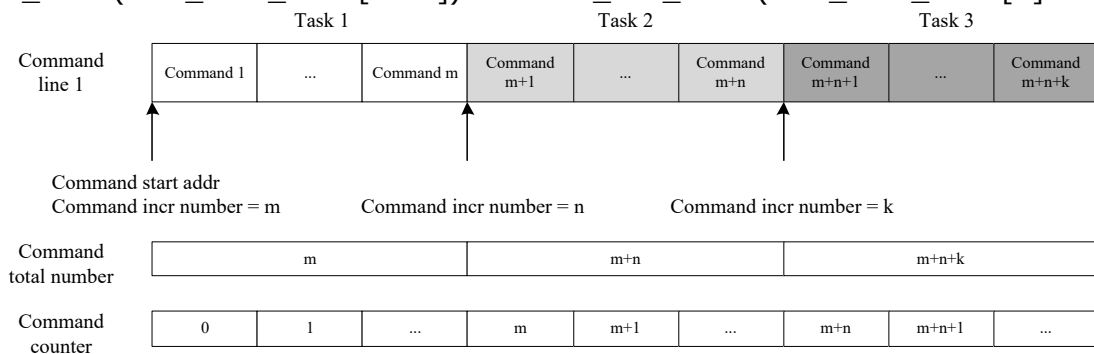 Task 1 Task 2 Task 3
Command line 1
Command 1 ... Command m Command m+1 ... Command m+n Command m+n+1 ... Command m+n+k
Command start addr
Command incr number = m Command incr number = n Command incr number = k
Command total number
m m+n m+n+k
Command counter
0 1 ... m m+1 ... m+n m+n+1 ...